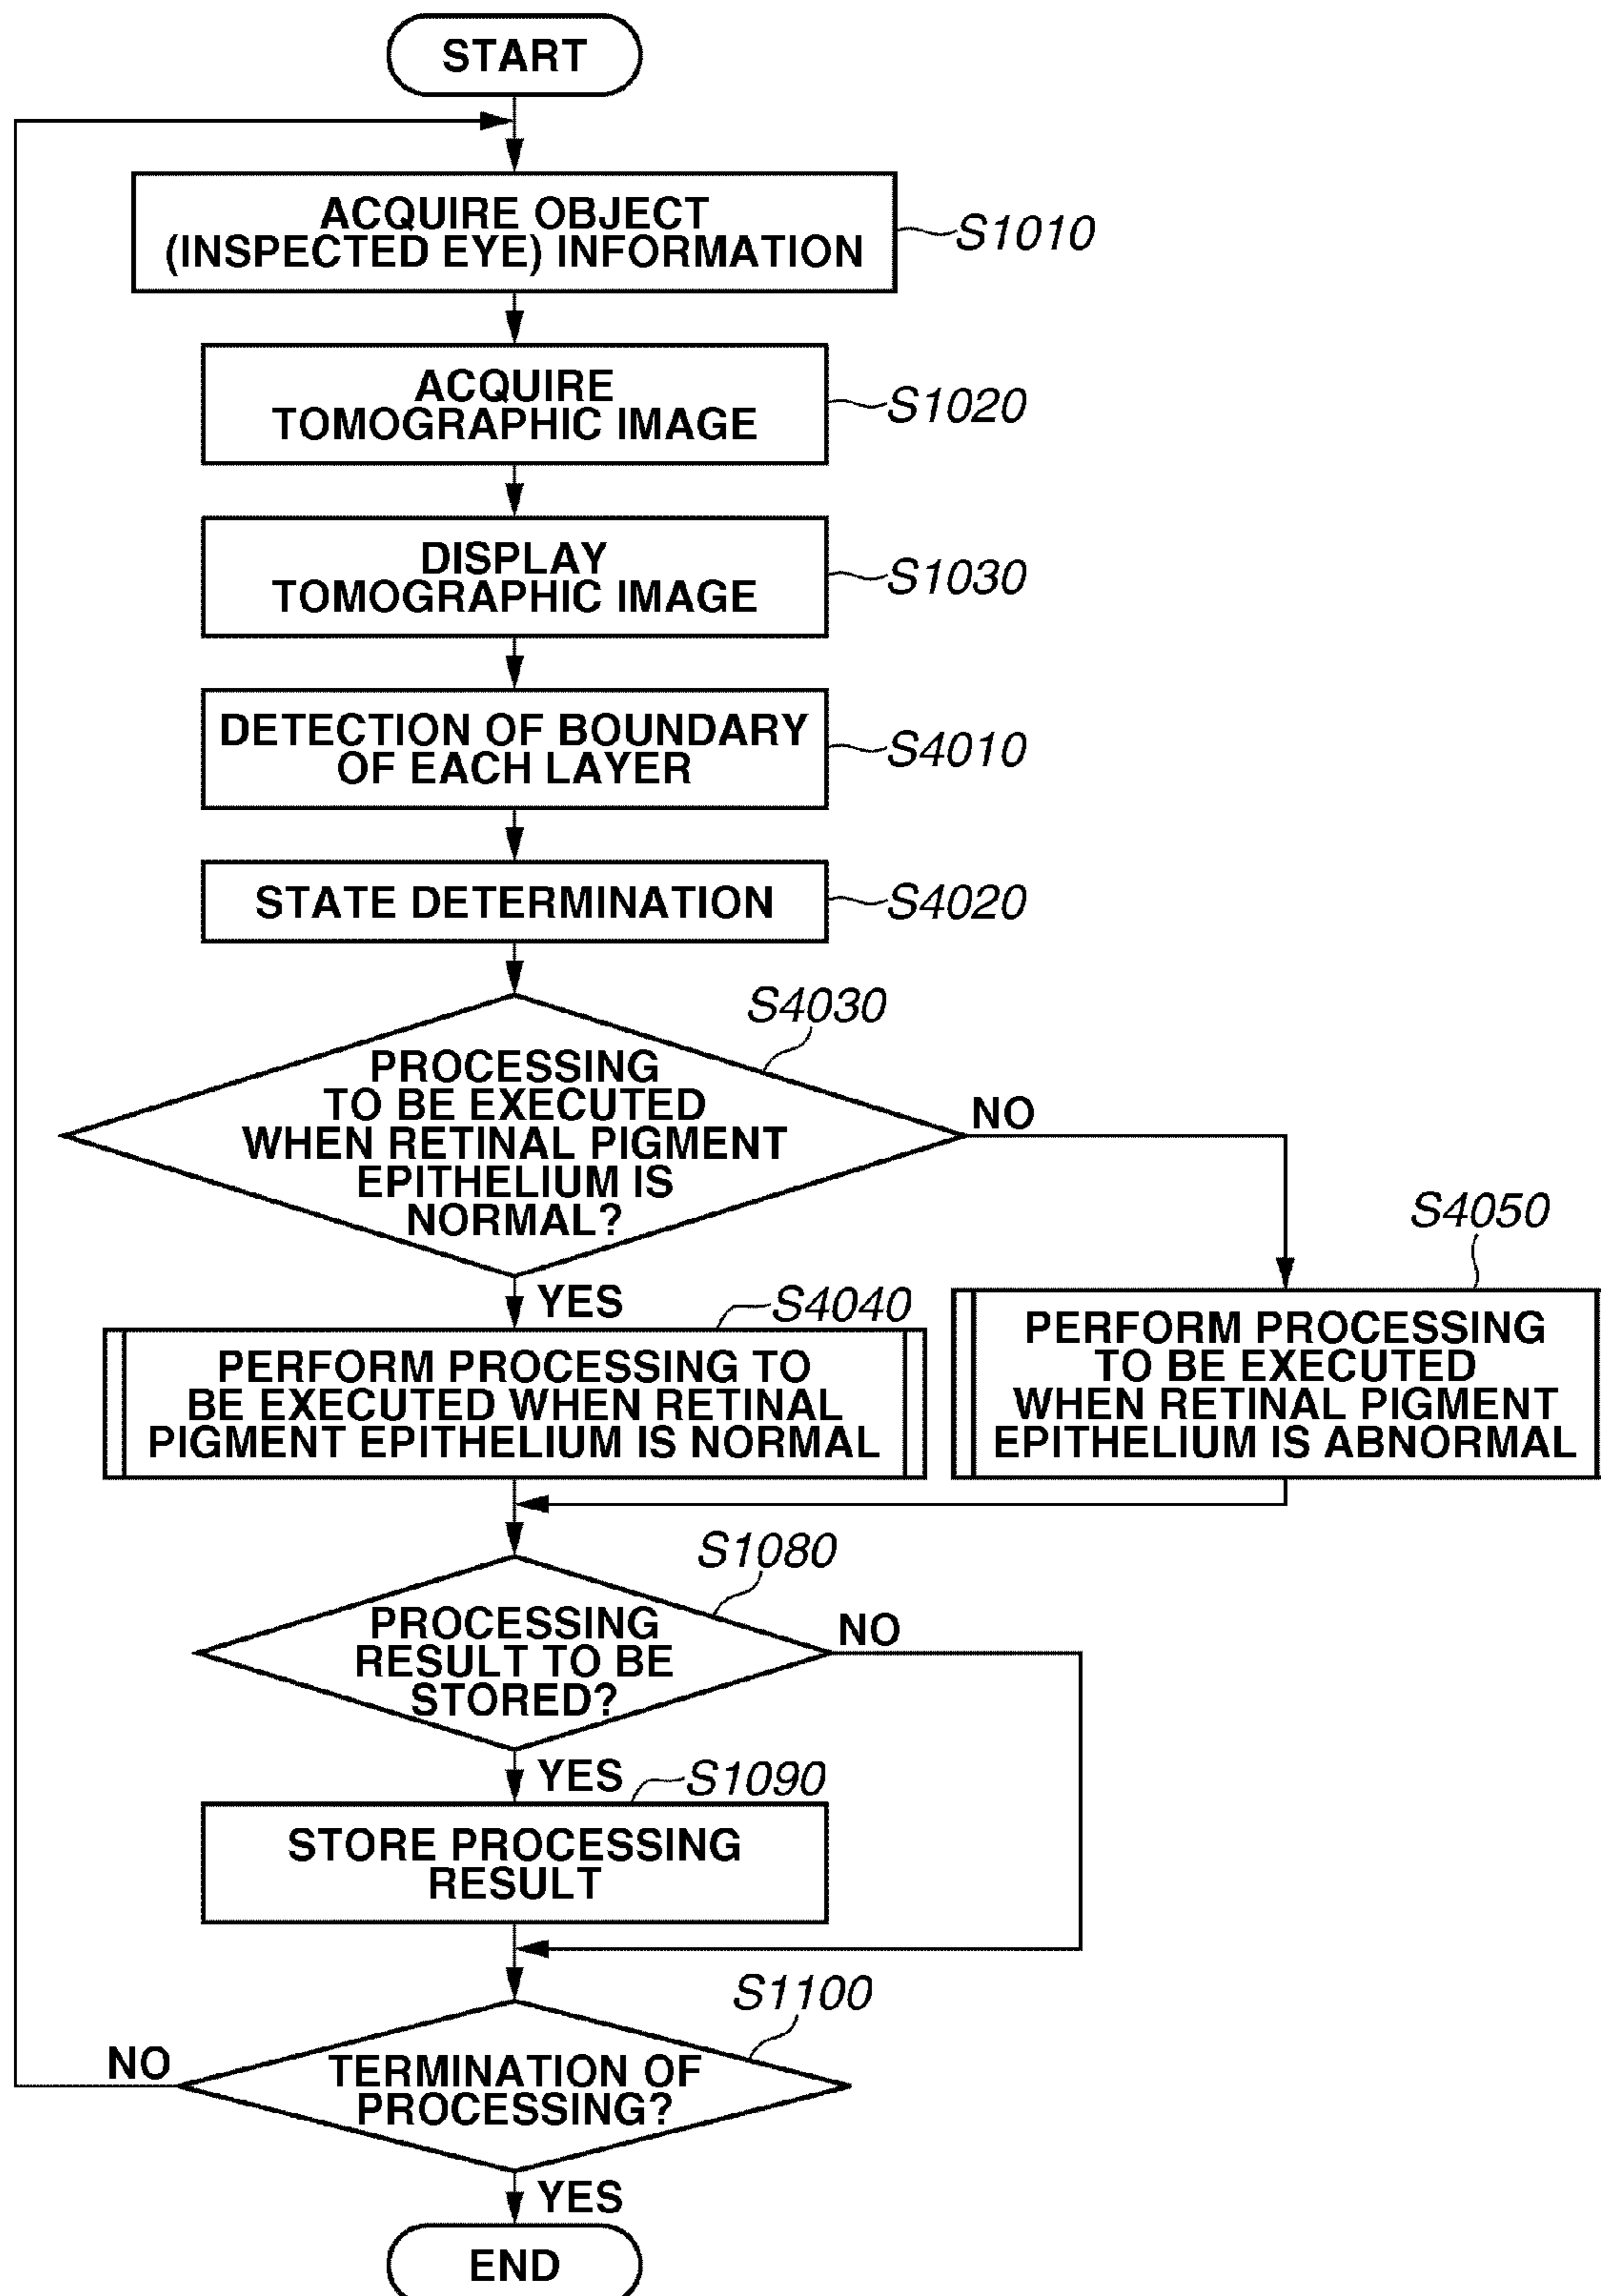 START
ACQUIRE OBJECT
(INSPECTED EYE) INFORMATION
S1010
ACQUIRE
TOMOGRAPHIC IMAGE
S1020
DISPLAY
TOMOGRAPHIC IMAGE
S1030
DETECTION OF BOUNDARY
OF EACH LAYER
S4010
STATE DETERMINATION
S4020
S4030
PROCESSING
TO BE EXECUTED
WHEN RETINAL PIGMENT
EPITHELIUM IS
NORMAL?
NO
YES
S4040
PERFORM PROCESSING TO
BE EXECUTED WHEN RETINAL
PIGMENT EPITHELIUM IS NORMAL
S4050
PERFORM PROCESSING
TO BE EXECUTED
WHEN RETINAL PIGMENT
EPITHELIUM IS ABNORMAL
S1080
PROCESSING
RESULT TO BE
STORED?
NO
YES
S1090
STORE PROCESSING
RESULT
S1100
TERMINATION OF
PROCESSING?
NO
YES
END